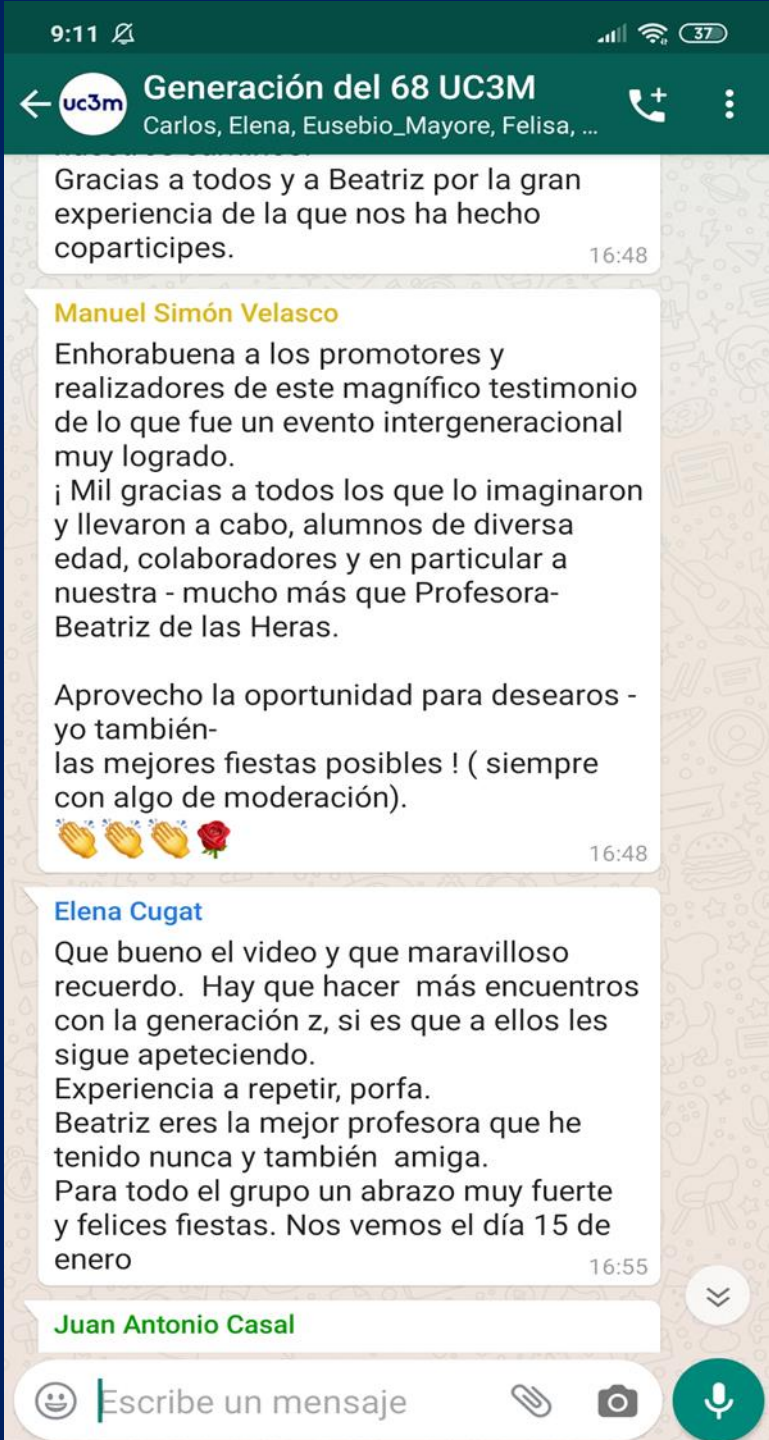 9:11
37
uc3m
Generación del 68 UC3M
Carlos, Elena, Eusebio_Mayore, Felisa, ...
Gracias a todos y a Beatriz por la gran
experiencia de la que nos ha hecho
coparticipes.
16:48
Manuel Simón Velasco
Enhorabuena a los promotores y
realizadores de este magnífico testimonio
de lo que fue un evento intergeneracional
muy logrado.
¡ Mil gracias a todos los que lo imaginaron
y llevaron a cabo, alumnos de diversa
edad, colaboradores y en particular a
nuestra - mucho más que Profesora-
Beatriz de las Heras.
Aprovecho la oportunidad para desearos -
yo también-
las mejores fiestas posibles ! ( siempre
con algo de moderación).
👏👏👏🌹
16:48
Elena Cugat
Que bueno el video y que maravilloso
recuerdo.  Hay que hacer  más encuentros
con la generación z, si es que a ellos les
sigue apeteciendo.
Experiencia a repetir, porfa.
Beatriz eres la mejor profesora que he
tenido nunca y también  amiga.
Para todo el grupo un abrazo muy fuerte
y felices fiestas. Nos vemos el día 15 de
enero
16:55
Juan Antonio Casal
Escribe un mensaje